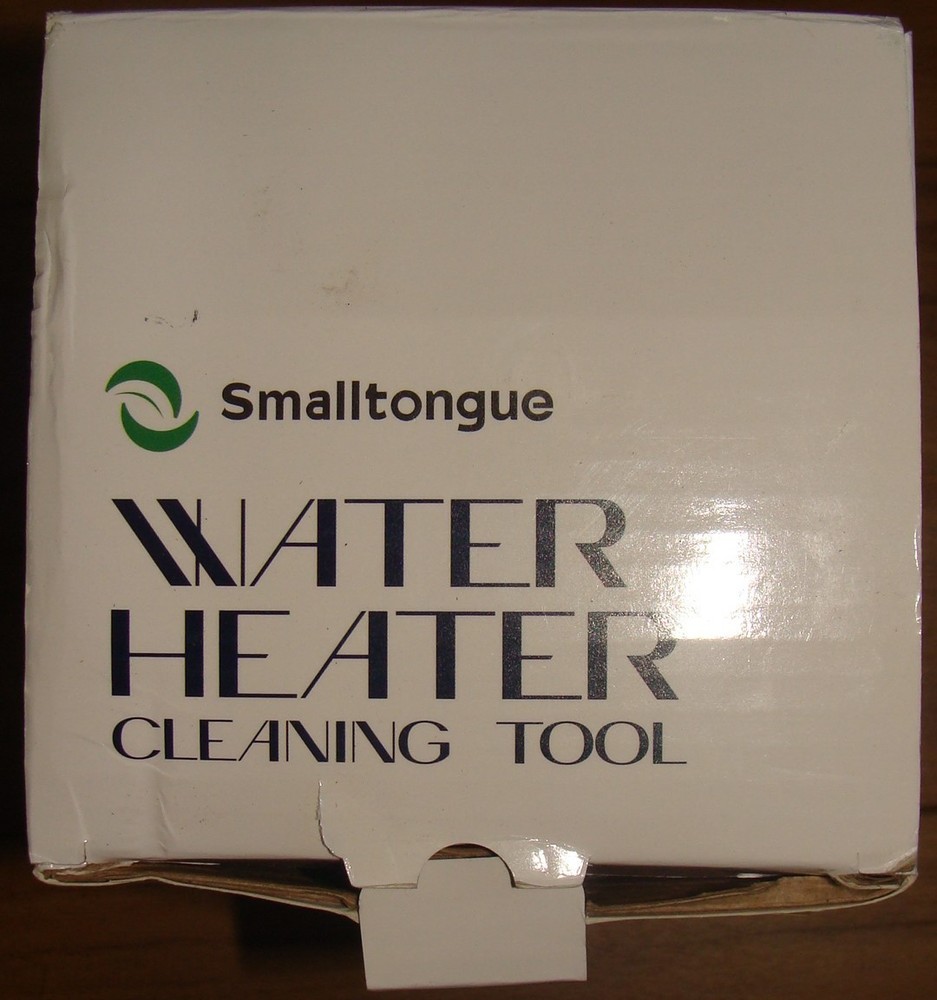 Smalltongue
WATER
HEATER
CLEANING TOOL